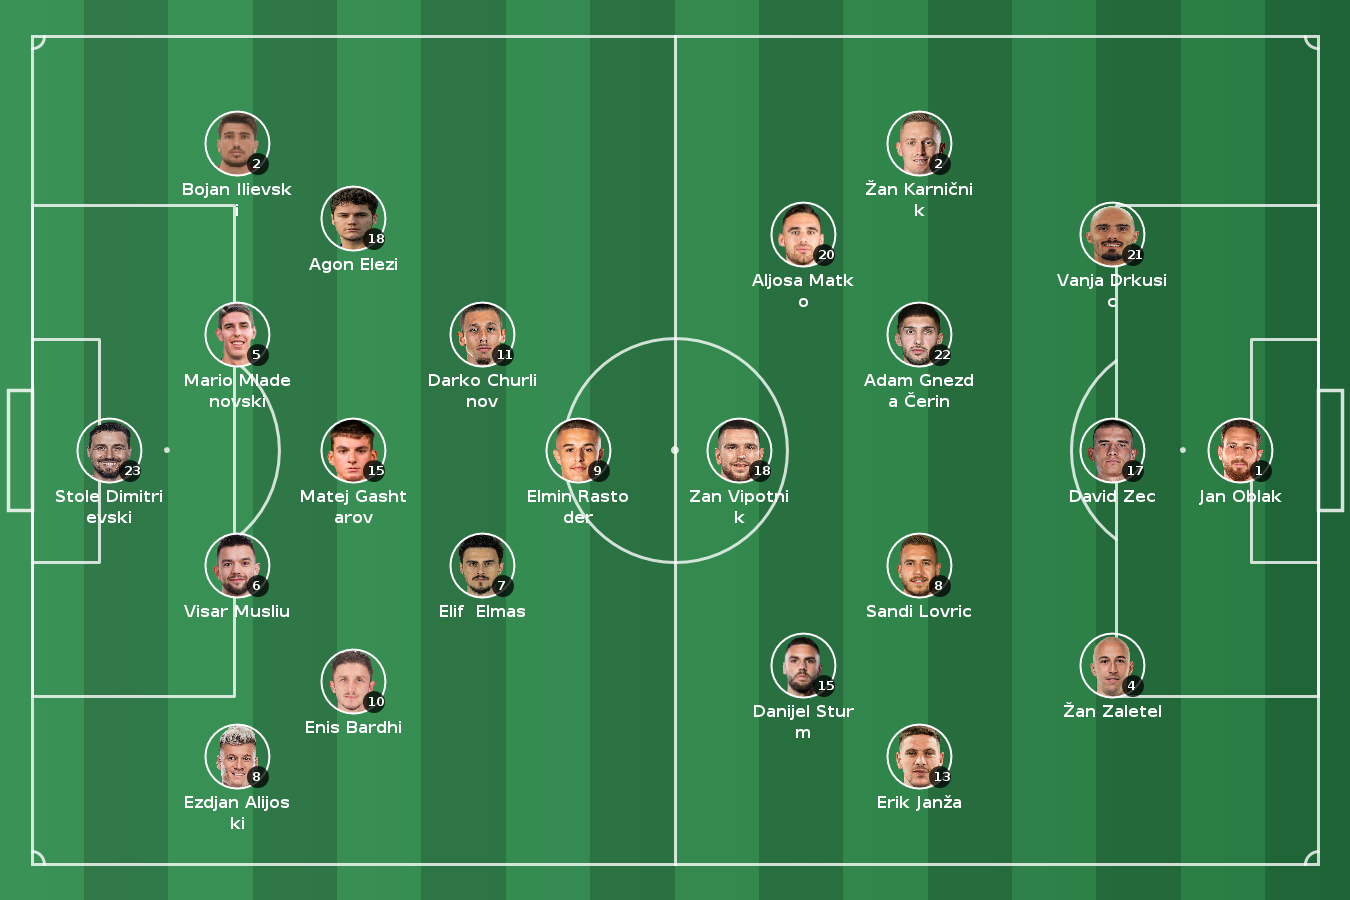 2
Bojan Ilievsk
i
18
Agon Elezi
5
Mario Mlade
novski
11
Darko Churli
nov
23
Stole Dimitri
evski
15
Matej Gasht
arov
9
Elmin Rasto
der
6
Visar Musliu
7
Elif  Elmas
10
Enis Bardhi
8
Ezdjan Alijos
ki
2
Žan Karnični
k
20
Aljosa Matk
o
21
Vanja Drkusi
c
22
Adam Gnezd
a Čerin
18
Zan Vipotni
k
17
David Zec
1
Jan Oblak
8
Sandi Lovric
15
Danijel Stur
m
4
Žan Zaletel
13
Erik Janža